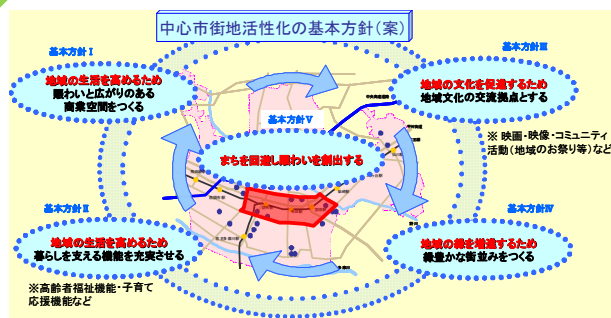 中心市街地活性化の基本方針(案)
基本方針Ⅰ
地域の生活を高めるため
賑わいと広がりのある
商業空間をつくる
基本方針Ⅲ
地域の文化を促進するため
地域文化の交流拠点とする
※ 映画・映像・コミュニティ
活動(地域のお祭り等)など
基本方針Ⅴ
まちを回遊し賑わいを創出する
基本方針Ⅱ
地域の生活を高めるため
暮らしを支える機能を充実させる
※高齢者福祉機能・子育て
応援機能など
基本方針Ⅳ
地域の緑を増進するため
緑豊かな街並みをつくる